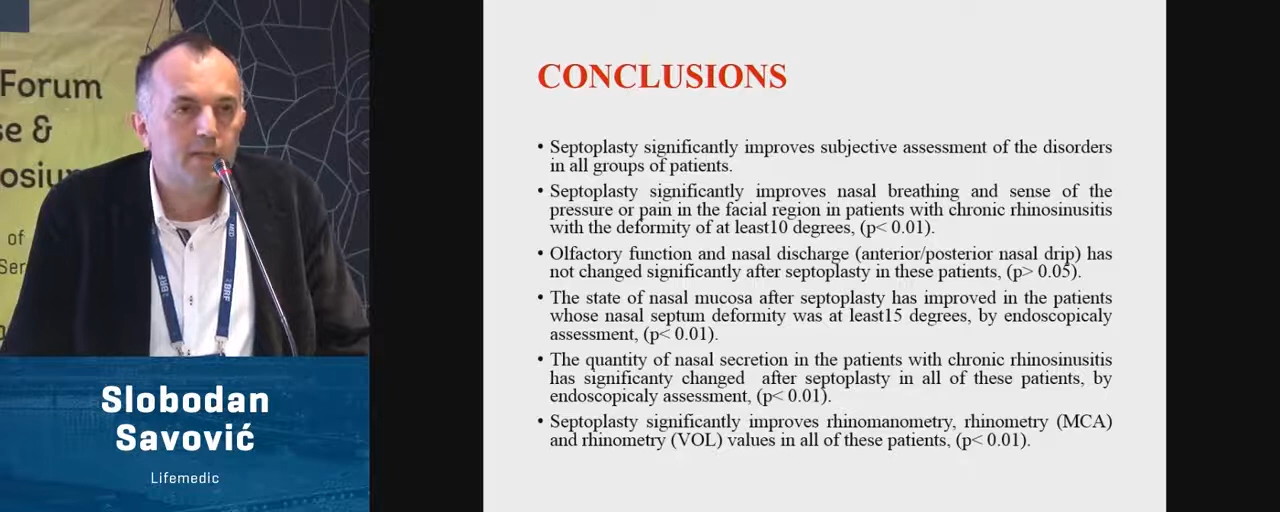 Forum
se &
osiu
of
Ser
BRF
BRF
MED
Slobodan
Savović
Lifemedic
CONCLUSIONS
• Septoplasty significantly improves subjective assessment of the disorders
in all groups of patients.
• Septoplasty significantly improves nasal breathing and sense of the
pressure or pain in the facial region in patients with chronic rhinosinusitis
with the deformity of at least10 degrees, (p< 0.01).
• Olfactory function and nasal discharge (anterior/posterior nasal drip) has
not changed significantly after septoplasty in these patients, (p> 0.05).
• The state of nasal mucosa after septoplasty has improved in the patients
whose nasal septum deformity was at least15 degrees, by endoscopicaly
assessment, (p< 0.01).
• The quantity of nasal secretion in the patients with chronic rhinosinusitis
has significanty changed  after septoplasty in all of these patients, by
endoscopicaly assessment, (p< 0.01).
• Septoplasty significantly improves rhinomanometry, rhinometry (MCA)
and rhinometry (VOL) values in all of these patients, (p< 0.01).